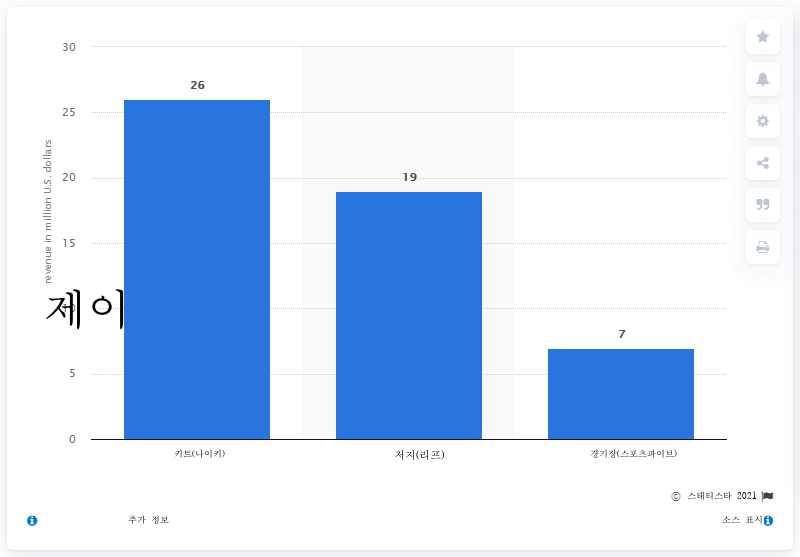 30
26
25
20
19
15
revenue in million U.S. dollars
제이
10
7
5
0
키트(나이키)
저지(리프)
경기장(스포츠파이브)
© 스태티스타 2021
추가 정보
소스 표시